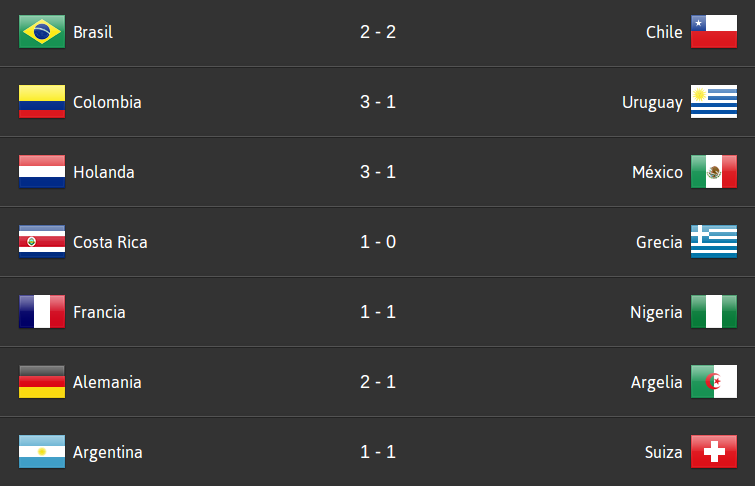 Brasil 2 - 2 Chile
Colombia 3 - 1 Uruguay
Holanda 3 - 1 México
Costa Rica 1 - 0 Grecia
Francia 1 - 1 Nigeria
Alemania 2 - 1 Argelia
Argentina 1 - 1 Suiza